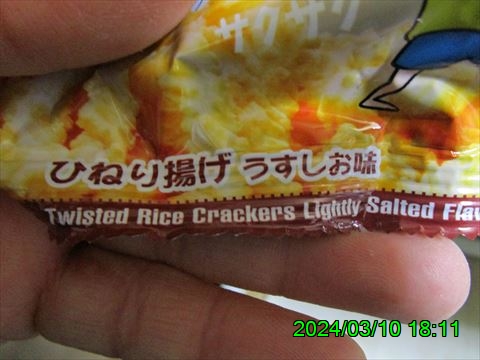 サクサク
ひねり揚げ うすしお味
Twisted Rice Crackers Lightly Salted Flav
2024/03/10 18:11